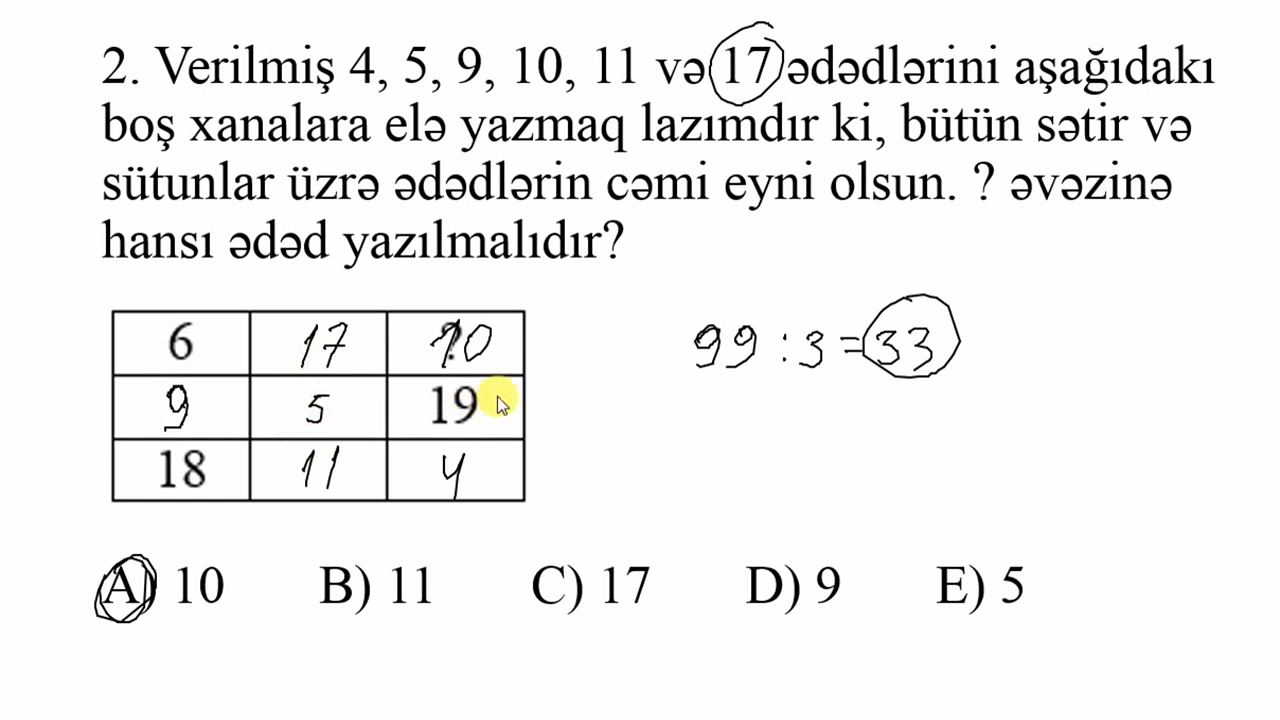 2. Verilmiş 4, 5, 9, 10, 11 və 17 ədədlərini aşağıdakı
boş xanalara elə yazmaq lazımdır ki, bütün sətir və
sütunlar üzrə ədədlərin cəmi eyni olsun. ? əvəzinə
hansı ədəd yazılmalıdır?
6 17 ?10
99 : 3 = 33
9 5 19
18 11 4
A) 10 B) 11 C) 17 D) 9 E) 5